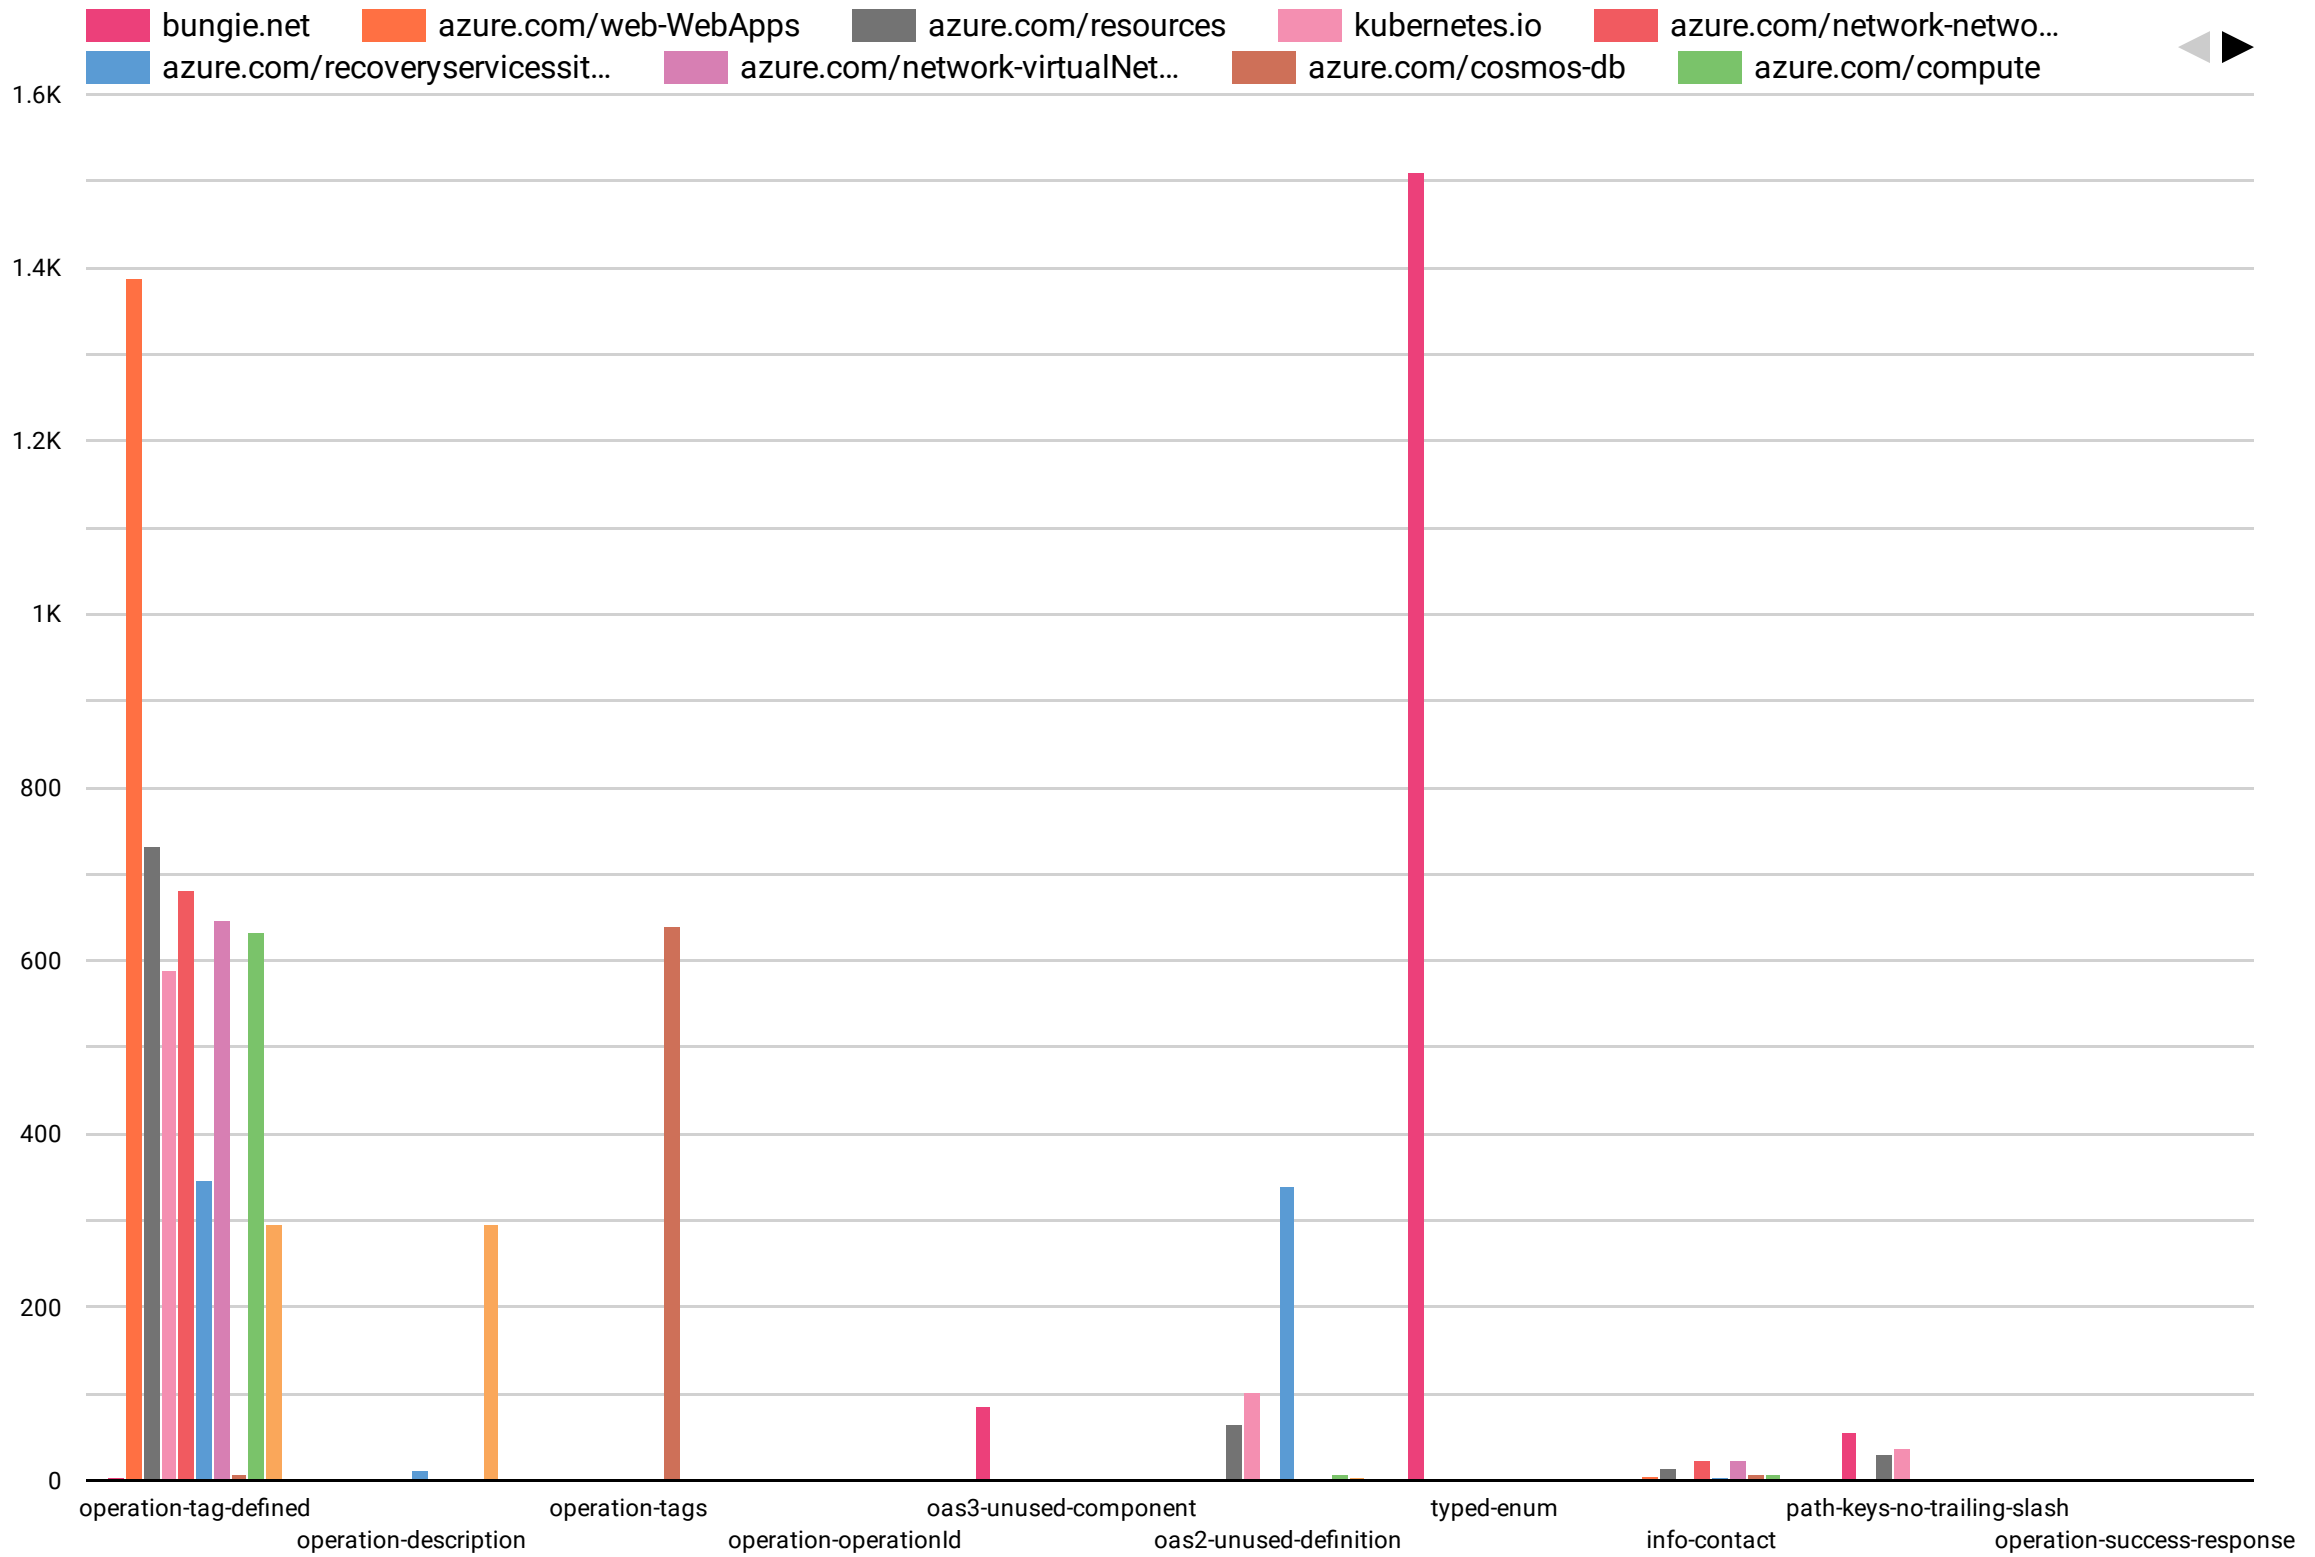 bungie.net azure.com/web-WebApps azure.com/resources kubernetes.io azure.com/network-netwo...
azure.com/recoveryservicessit... azure.com/network-virtualNet... azure.com/cosmos-db azure.com/compute
1.6K
1.4K
1.2K
1K
800
600
400
200
0
operation-tag-defined operation-tags oas3-unused-component typed-enum path-keys-no-trailing-slash
operation-description operation-operationId oas2-unused-definition info-contact operation-success-response